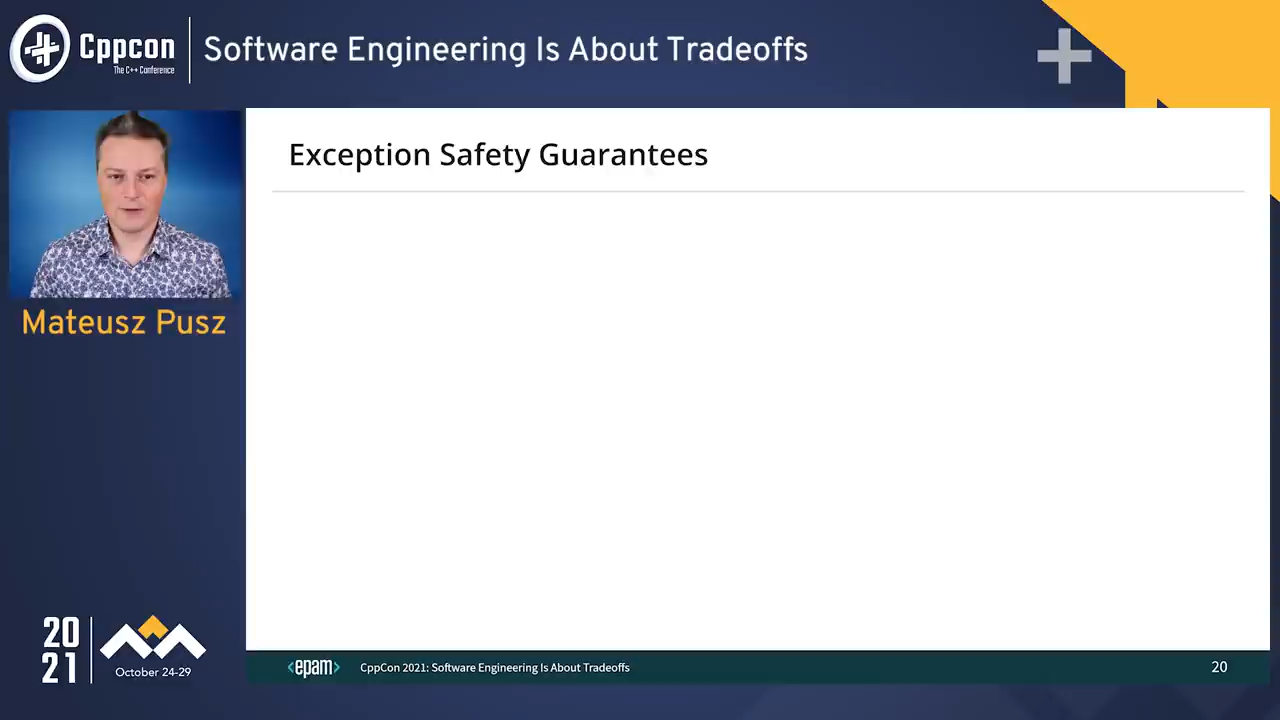 Cppcon
The C++ Conference
Software Engineering Is About Tradeoffs
Mateusz Pusz
Exception Safety Guarantees
20
21
October 24-29
<epam>
CppCon 2021: Software Engineering Is About Tradeoffs
20